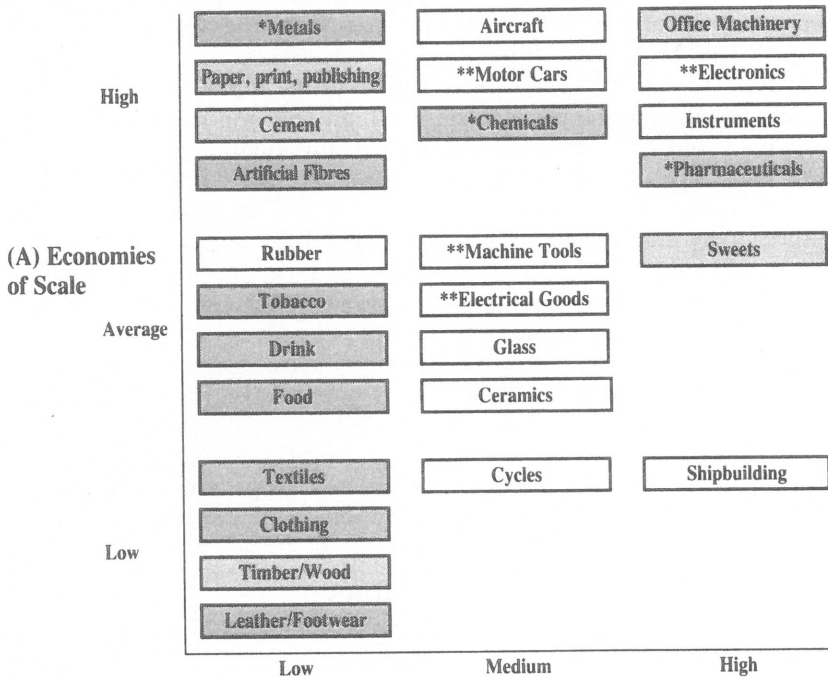 *Metals Aircraft Office Machinery
Paper, print, publishing **Motor Cars **Electronics
High
Cement *Chemicals Instruments
Artificial Fibres *Pharmaceuticals
(A) Economies
of Scale
Rubber **Machine Tools Sweets
Tobacco **Electrical Goods
Average
Drink Glass
Food Ceramics
Textiles Cycles Shipbuilding
Clothing
Low
Timber/Wood
Leather/Footwear
Low Medium High